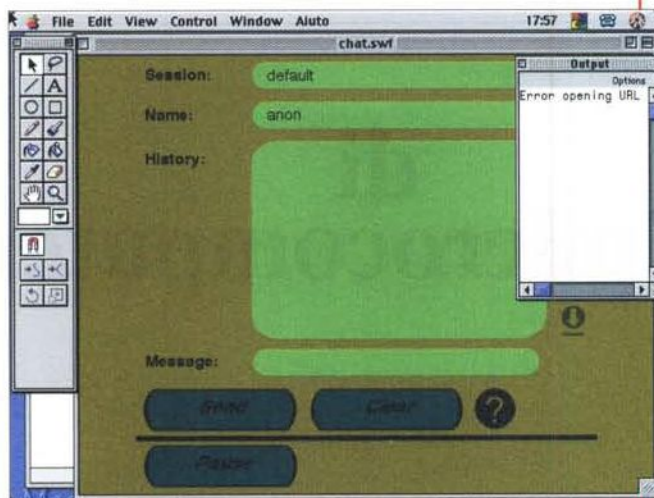 File Edit View Control Window Aiuto 17:57
chat.swf
Output
Options
Error opening URL
Session: default
Name: anon
History:
Message:
Send Clear ?
Pause
A